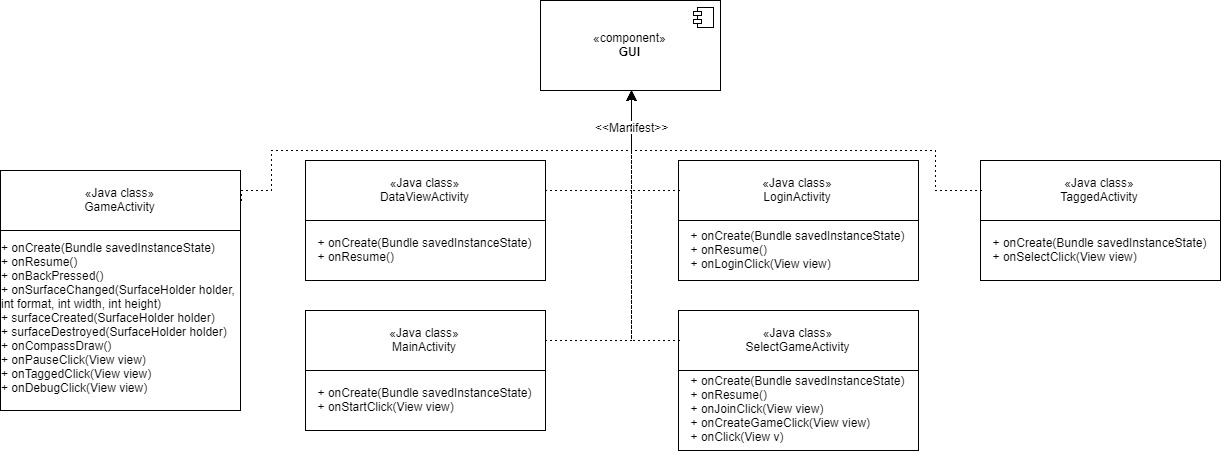 «component»
GUI
<<Manifest>>
«Java class»
GameActivity
+ onCreate(Bundle savedInstanceState)
+ onResume()
+ onBackPressed()
+ onSurfaceChanged(SurfaceHolder holder,
int format, int width, int height)
+ surfaceCreated(SurfaceHolder holder)
+ surfaceDestroyed(SurfaceHolder holder)
+ onCompassDraw()
+ onPauseClick(View view)
+ onTaggedClick(View view)
+ onDebugClick(View view)
«Java class»
DataViewActivity
+ onCreate(Bundle savedInstanceState)
+ onResume()
«Java class»
LoginActivity
+ onCreate(Bundle savedInstanceState)
+ onResume()
+ onLoginClick(View view)
«Java class»
TaggedActivity
+ onCreate(Bundle savedInstanceState)
+ onSelectClick(View view)
«Java class»
MainActivity
+ onCreate(Bundle savedInstanceState)
+ onStartClick(View view)
«Java class»
SelectGameActivity
+ onCreate(Bundle savedInstanceState)
+ onResume()
+ onJoinClick(View view)
+ onCreateGameClick(View view)
+ onClick(View v)